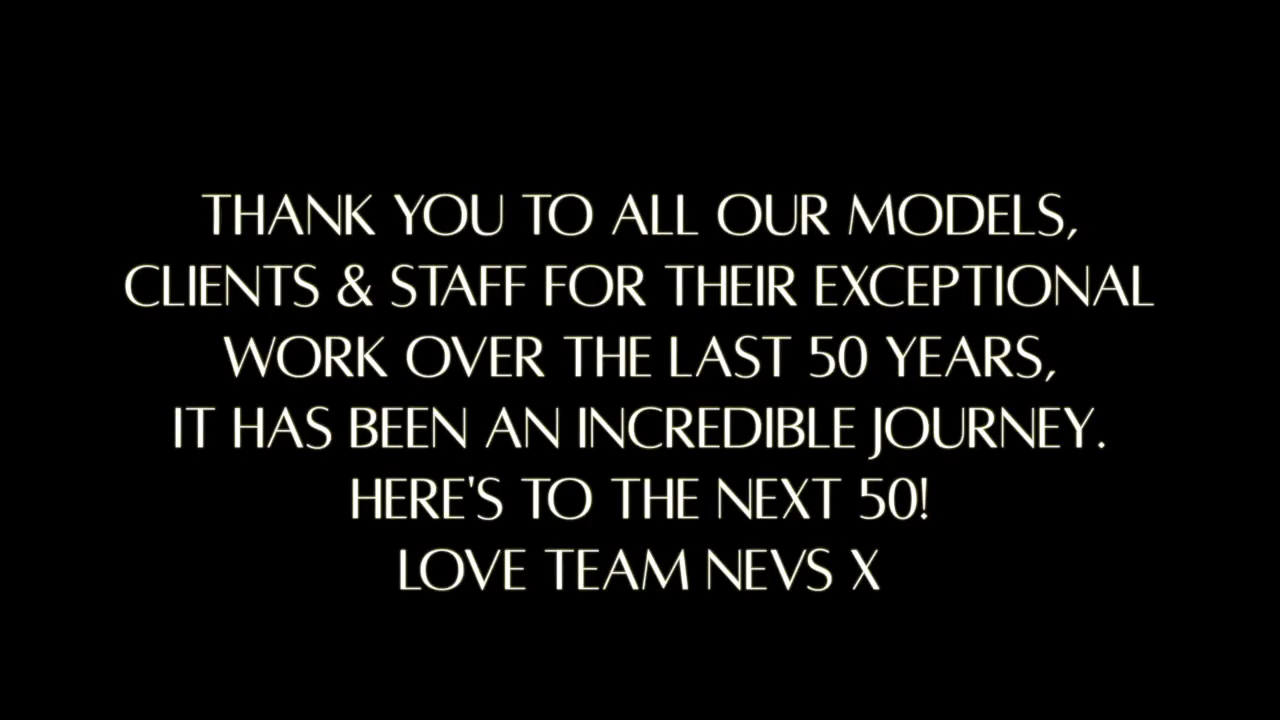 THANK YOU TO ALL OUR MODELS,
CLIENTS & STAFF FOR THEIR EXCEPTIONAL
WORK OVER THE LAST 50 YEARS,
IT HAS BEEN AN INCREDIBLE JOURNEY.
HERE'S TO THE NEXT 50!
LOVE TEAM NEVS X